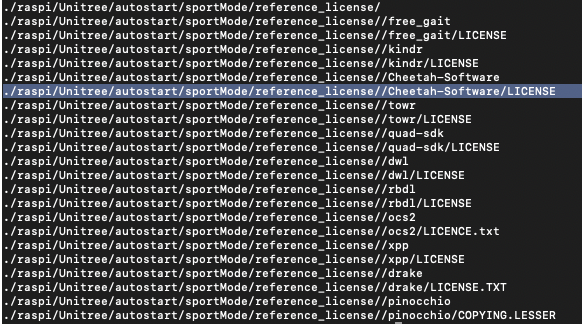 ./raspi/Unitree/autostart/sportMode/reference_license/
./raspi/Unitree/autostart/sportMode/reference_license//free_gait
./raspi/Unitree/autostart/sportMode/reference_license//free_gait/LICENSE
./raspi/Unitree/autostart/sportMode/reference_license//kindr
./raspi/Unitree/autostart/sportMode/reference_license//kindr/LICENSE
./raspi/Unitree/autostart/sportMode/reference_license//Cheetah-Software
./raspi/Unitree/autostart/sportMode/reference_license//Cheetah-Software/LICENSE
./raspi/Unitree/autostart/sportMode/reference_license//towr
./raspi/Unitree/autostart/sportMode/reference_license//towr/LICENSE
./raspi/Unitree/autostart/sportMode/reference_license//quad-sdk
./raspi/Unitree/autostart/sportMode/reference_license//quad-sdk/LICENSE
./raspi/Unitree/autostart/sportMode/reference_license//dwl
./raspi/Unitree/autostart/sportMode/reference_license//dwl/LICENSE
./raspi/Unitree/autostart/sportMode/reference_license//rbdl
./raspi/Unitree/autostart/sportMode/reference_license//rbdl/LICENSE
./raspi/Unitree/autostart/sportMode/reference_license//ocs2
./raspi/Unitree/autostart/sportMode/reference_license//ocs2/LICENCE.txt
./raspi/Unitree/autostart/sportMode/reference_license//xpp
./raspi/Unitree/autostart/sportMode/reference_license//xpp/LICENSE
./raspi/Unitree/autostart/sportMode/reference_license//drake
./raspi/Unitree/autostart/sportMode/reference_license//drake/LICENSE.TXT
./raspi/Unitree/autostart/sportMode/reference_license//pinocchio
./raspi/Unitree/autostart/sportMode/reference_license//pinocchio/COPYING.LESSER